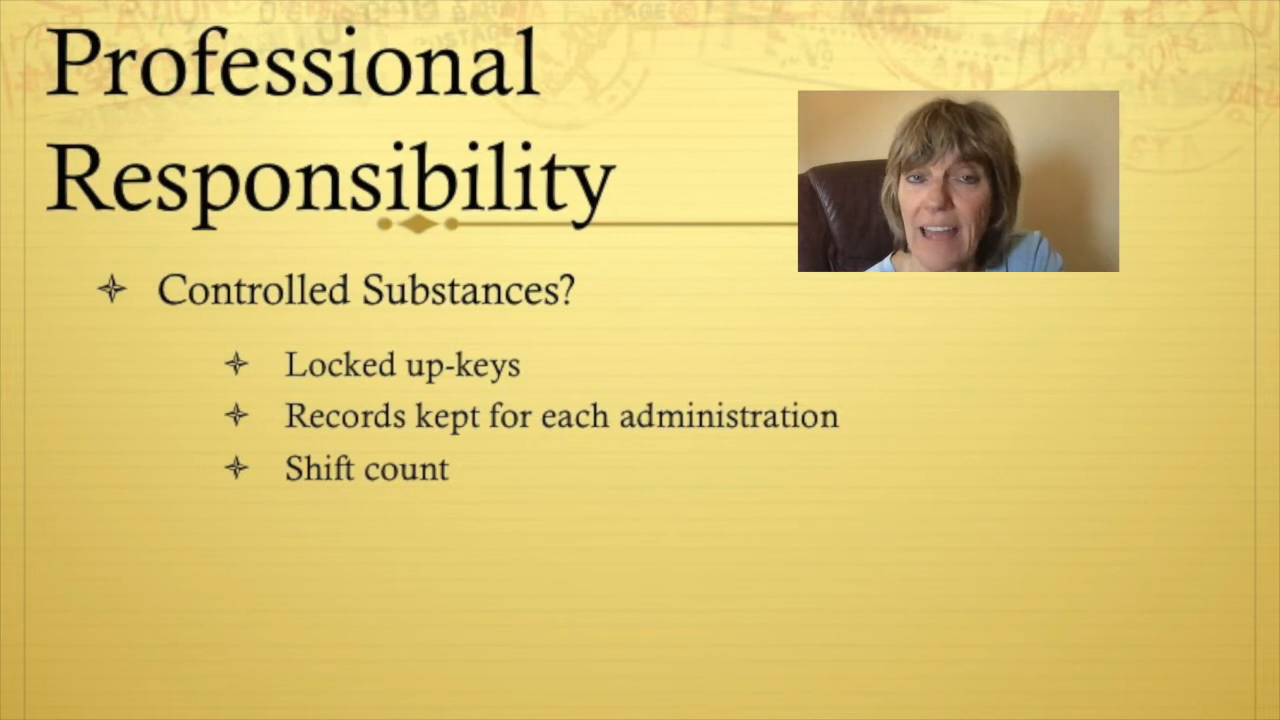 Professional
Responsibility
Controlled Substances?
Locked up-keys
Records kept for each administration
Shift count